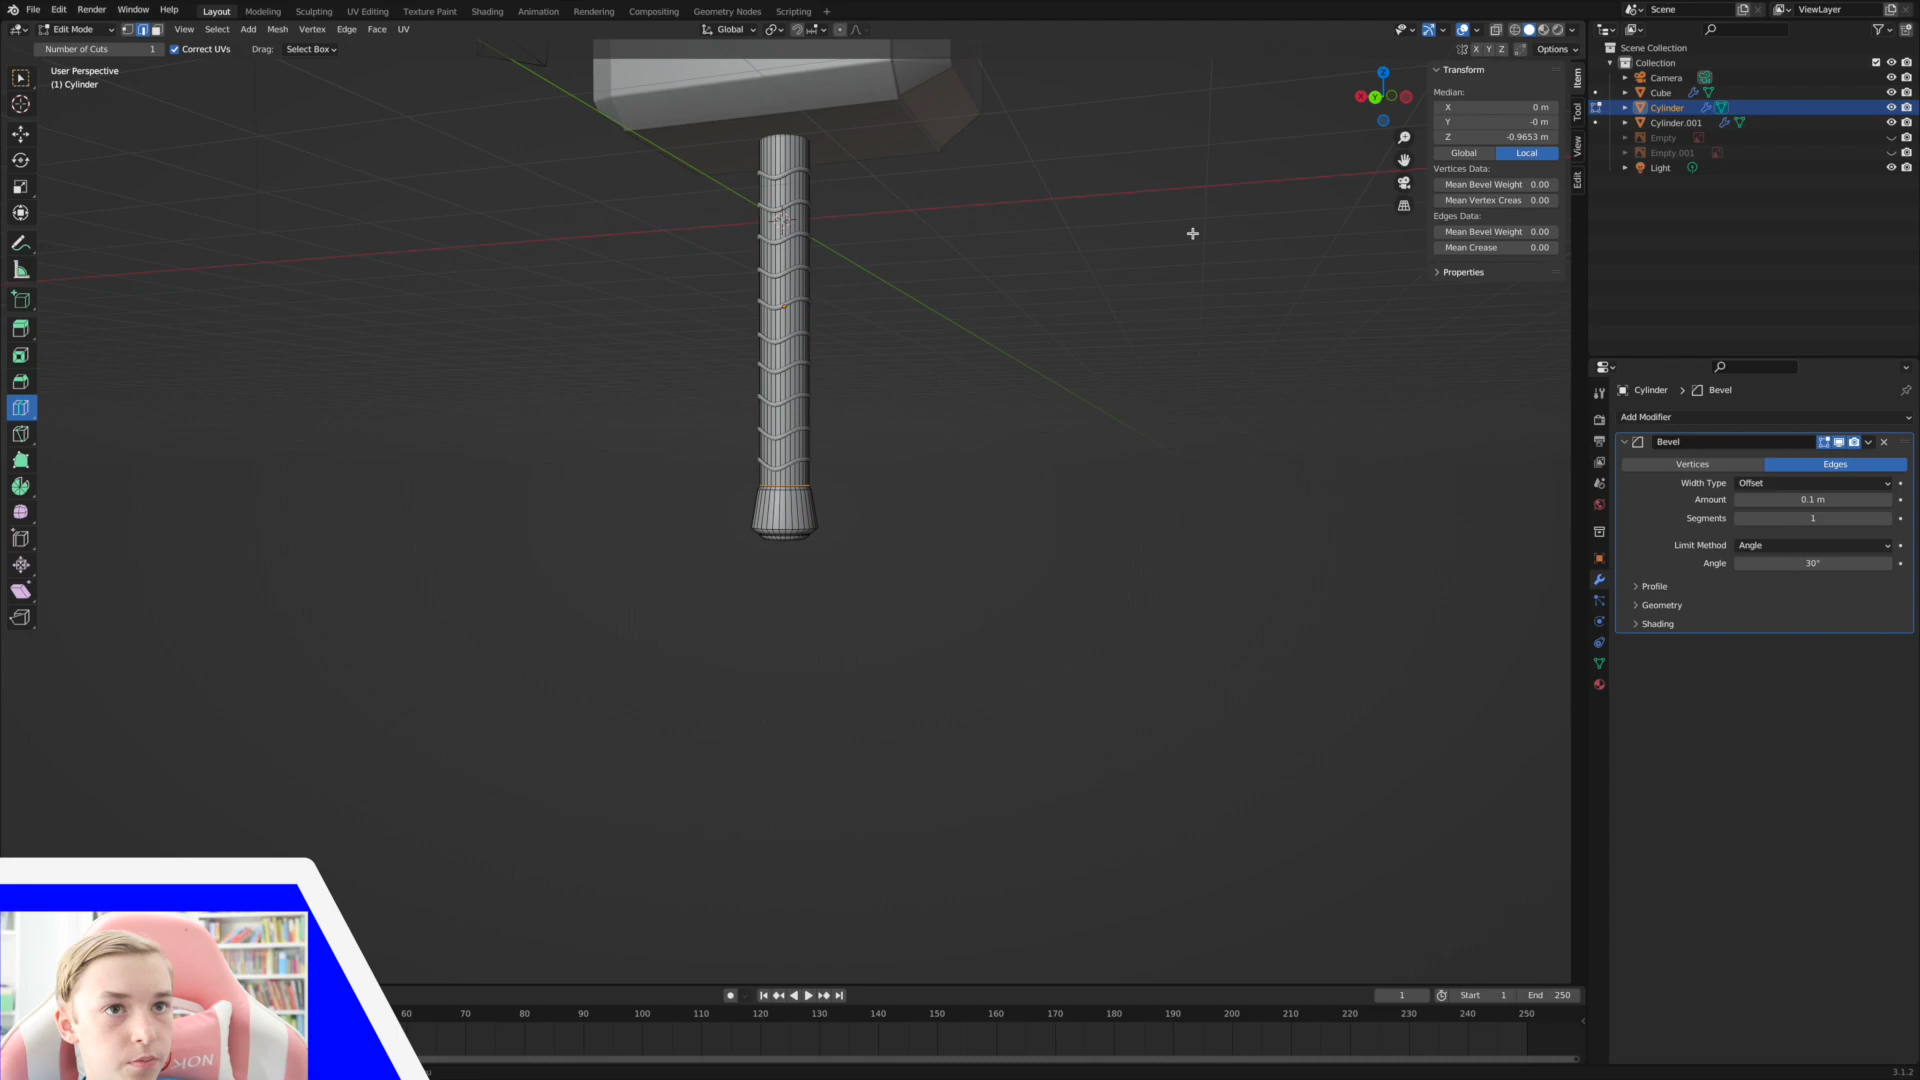 File Edit Render Window Help Layout Modeling Sculpting UV Editing Texture Paint Shading Animation Rendering Compositing Geometry Nodes Scripting + Scene ViewLayer
Edit Mode View Select Add Mesh Vertex Edge Face UV Global
Number of Cuts 1 Correct UVs Drag: Select Box X Y Z Options
User Perspective
(1) Cylinder
Transform
Median:
X 0 m
Y -0 m
Z -0.9653 m
Global Local
Vertices Data:
Mean Bevel Weight 0.00
Mean Vertex Creas 0.00
Edges Data:
Mean Bevel Weight 0.00
Mean Crease 0.00
Properties
Item
Tool
View
Edit
Z
X
Y
Scene Collection
Collection
Camera
Cube
Cylinder
Cylinder.001
Empty
Empty.001
Light
Cylinder > Bevel
Add Modifier
Bevel
Vertices Edges
Width Type Offset
Amount 0.1 m
Segments 1
Limit Method Angle
Angle 30°
Profile
Geometry
Shading
1 Start 1 End 250
60 70 80 90 100 110 120 130 140 150 160 170 180 190 200 210 220 230 240 250
3.1.2